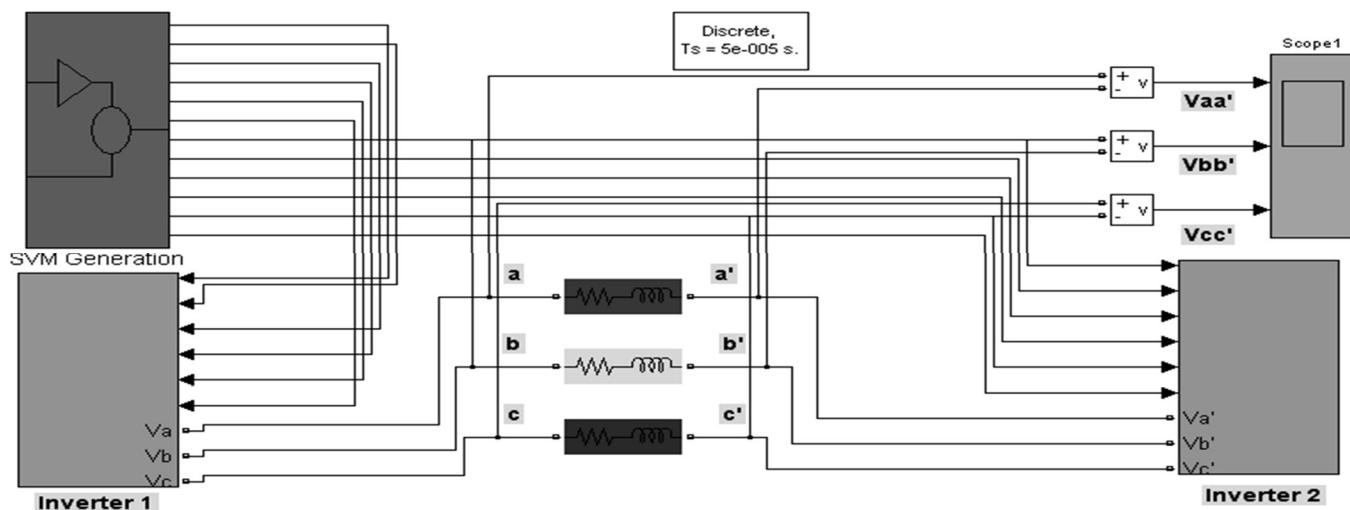 Discrete,
Ts = 5e-005 s.
Scope1
+
-
v
Vaa'
+
-
v
Vbb'
+
-
v
Vcc'
SVM Generation
a
a'
b
b'
c
c'
Va
Vb
Vc
Inverter 1
Va'
Vb'
Vc'
Inverter 2